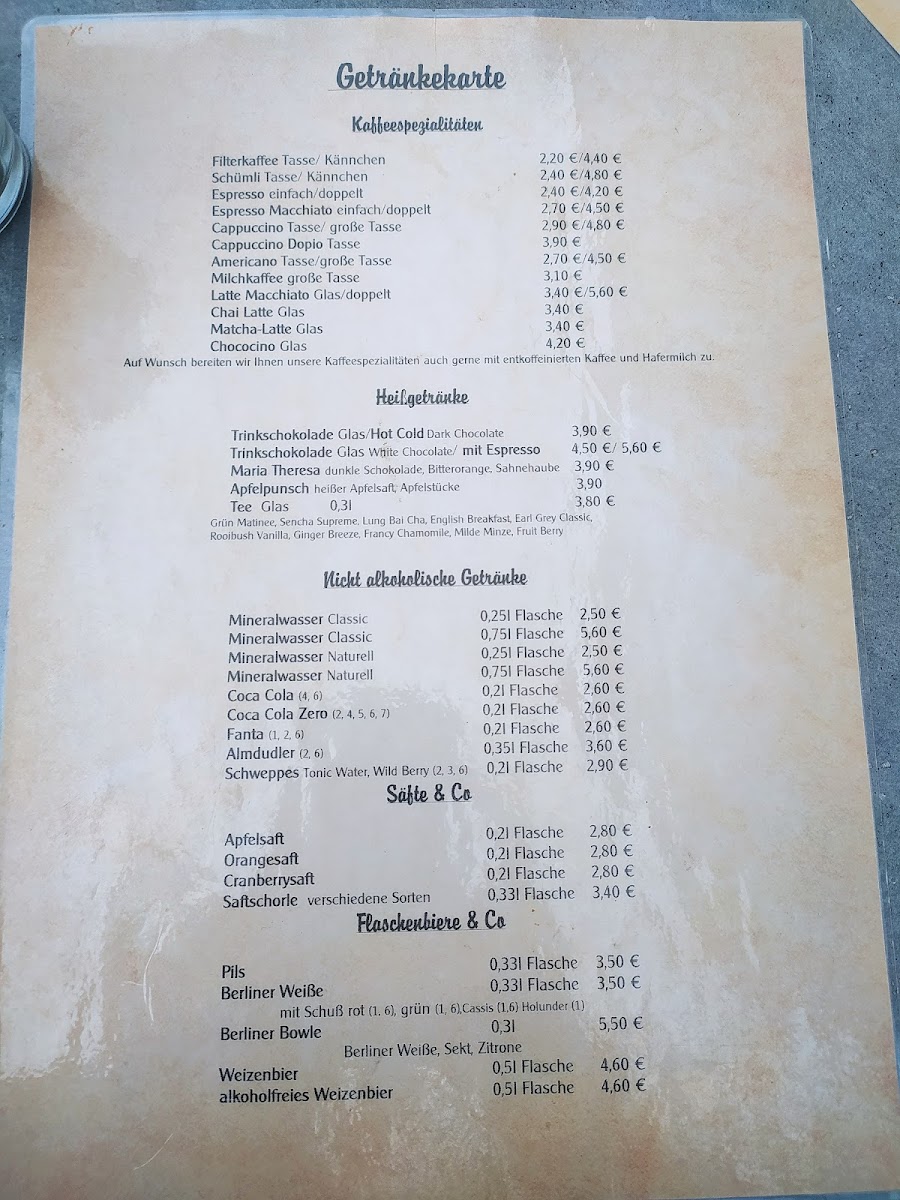 Getränkekarte
Kaffeespezialitäten
Filterkaffee Tasse/ Kännchen 2,20 €/4,40 €
Schümli Tasse/ Kännchen 2,40 €/4,80 €
Espresso einfach/doppelt 2,40 €/4,20 €
Espresso Macchiato einfach/doppelt 2,70 €/4,50 €
Cappuccino Tasse/ große Tasse 2,90 €/4,80 €
Cappuccino Dopio Tasse 3,90 €
Americano Tasse/große Tasse 2,70 €/4,50 €
Milchkaffee große Tasse 3,10 €
Latte Macchiato Glas/doppelt 3,40 €/5,60 €
Chai Latte Glas 3,40 €
Matcha-Latte Glas 3,40 €
Chococino Glas 4,20 €
Auf Wunsch bereiten wir Ihnen unsere Kaffeespezialitäten auch gerne mit entkoffeinierten Kaffee und Hafermilch zu.
Heißgetränke
Trinkschokolade Glas/Hot Cold Dark Chocolate 3,90 €
Trinkschokolade Glas White Chocolate/ mit Espresso 4,50 €/ 5,60 €
Maria Theresa dunkle Schokolade, Bitterorange, Sahnehaube 3,90 €
Apfelpunsch heißer Apfelsaft, Apfelstücke 3,90
Tee Glas 0,3l 3,80 €
Grün Matinee, Sencha Supreme, Lung Bai Cha, English Breakfast, Earl Grey Classic,
Rooibush Vanilla, Ginger Breeze, Francy Chamomile, Milde Minze, Fruit Berry
Nicht alkoholische Getränke
Mineralwasser Classic 0,25l Flasche 2,50 €
Mineralwasser Classic 0,75l Flasche 5,60 €
Mineralwasser Naturell 0,25l Flasche 2,50 €
Mineralwasser Naturell 0,75l Flasche 5,60 €
Coca Cola (4, 6) 0,2l Flasche 2,60 €
Coca Cola Zero (2, 4, 5, 6, 7) 0,2l Flasche 2,60 €
Fanta (1, 2, 6) 0,2l Flasche 2,60 €
Almdudler (2, 6) 0,35l Flasche 3,60 €
Schweppes Tonic Water, Wild Berry (2, 3, 6) 0,2l Flasche 2,90 €
Säfte & Co
Apfelsaft 0,2l Flasche 2,80 €
Orangesaft 0,2l Flasche 2,80 €
Cranberrysaft 0,2l Flasche 2,80 €
Saftschorle verschiedene Sorten 0,33l Flasche 3,40 €
Flaschenbiere & Co
Pils 0,33l Flasche 3,50 €
Berliner Weiße 0,33l Flasche 3,50 €
mit Schuß rot (1, 6), grün (1, 6),Cassis (1,6) Holunder (1)
Berliner Bowle 0,3l 5,50 €
Berliner Weiße, Sekt, Zitrone
Weizenbier 0,5l Flasche 4,60 €
alkoholfreies Weizenbier 0,5l Flasche 4,60 €